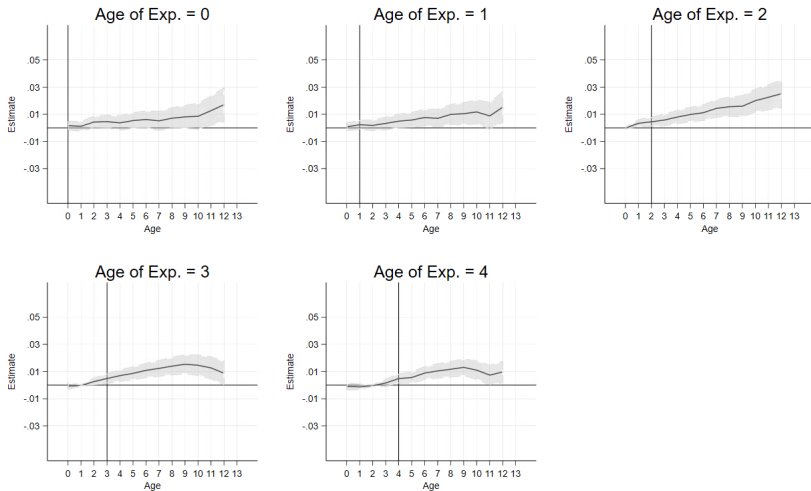 Age of Exp. = 0
Age of Exp. = 1
Age of Exp. = 2
.05
.03
.01
-.01
-.03
Estimate
0 1 2 3 4 5 6 7 8 9 10 11 12 13
Age
.05
.03
.01
-.01
-.03
Estimate
0 1 2 3 4 5 6 7 8 9 10 11 12 13
Age
.05
.03
.01
-.01
-.03
Estimate
0 1 2 3 4 5 6 7 8 9 10 11 12 13
Age
Age of Exp. = 3
Age of Exp. = 4
.05
.03
.01
-.01
-.03
Estimate
0 1 2 3 4 5 6 7 8 9 10 11 12 13
Age
.05
.03
.01
-.01
-.03
Estimate
0 1 2 3 4 5 6 7 8 9 10 11 12 13
Age